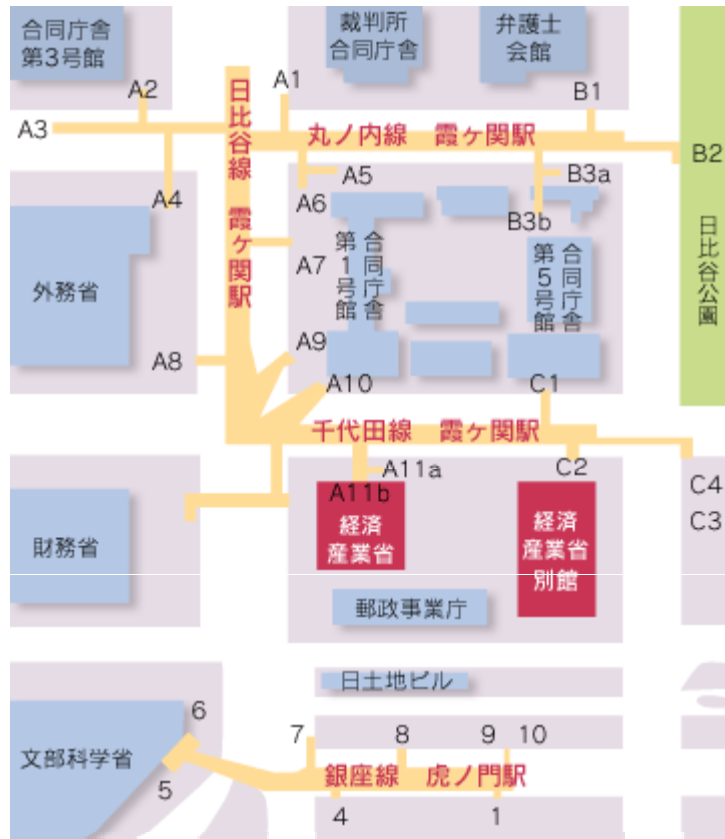 合同庁舎
第3号館
裁判所
合同庁舎
弁護士
会館
A2
A1
B1
A3
日比谷線 霞ヶ関駅
丸ノ内線 霞ヶ関駅
B2
A5
B3a
A4
A6
B3b
日比谷公園
外務省
A7
合同庁舎
第1号館
合同庁舎
第5号館
A9
A8
A10
C1
千代田線 霞ヶ関駅
A11a
C2
A11b
C4
C3
財務省
経済
産業省
経済
産業省
別館
郵政事業庁
日土地ビル
6
7
8
9
10
文部科学省
銀座線 虎ノ門駅
5
4
1